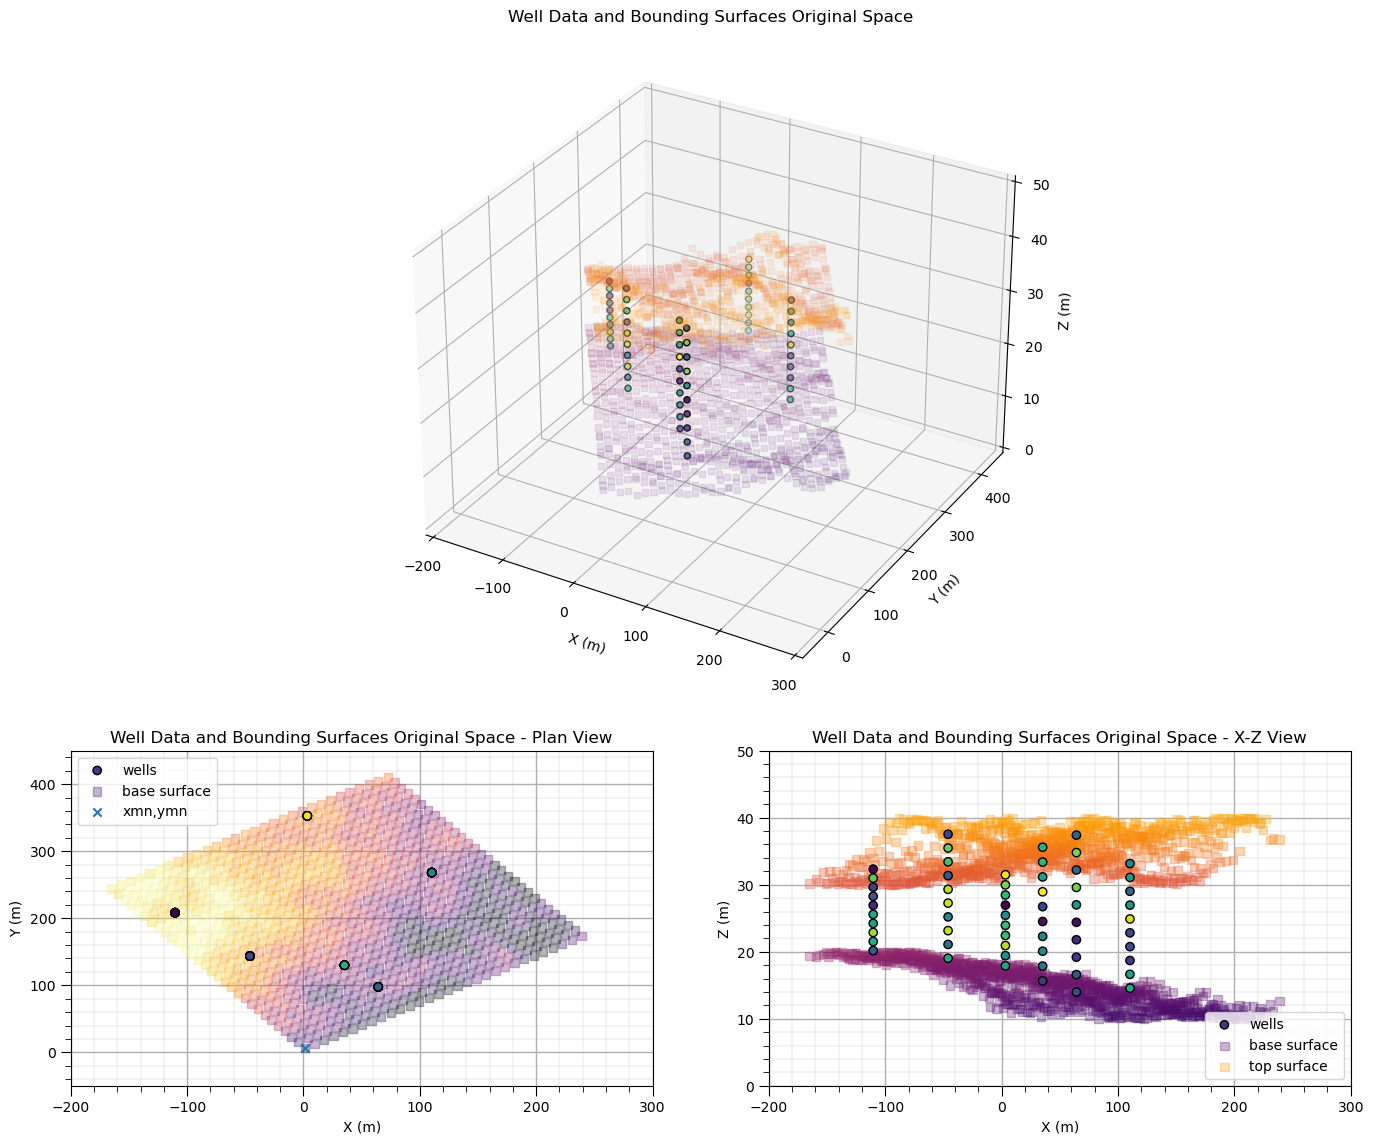 Well Data and Bounding Surfaces Original Space
50
40
30
20
10
0
Z (m)
400
300
200
100
0
Y (m)
−200
−100
0
100
200
300
X (m)
Well Data and Bounding Surfaces Original Space - Plan View
wells
base surface
xmn,ymn
400
300
200
100
0
Y (m)
−200
−100
0
100
200
300
X (m)
Well Data and Bounding Surfaces Original Space - X-Z View
50
40
30
20
10
0
Z (m)
wells
base surface
top surface
−200
−100
0
100
200
300
X (m)